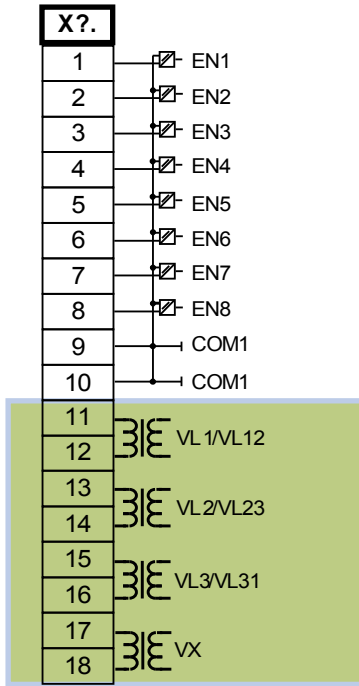 X?.
1 EN1
2 EN2
3 EN3
4 EN4
5 EN5
6 EN6
7 EN7
8 EN8
9 COM1
10 COM1
11
VL1/VL12
12
13
VL2/VL23
14
15
VL3/VL31
16
17
VX
18